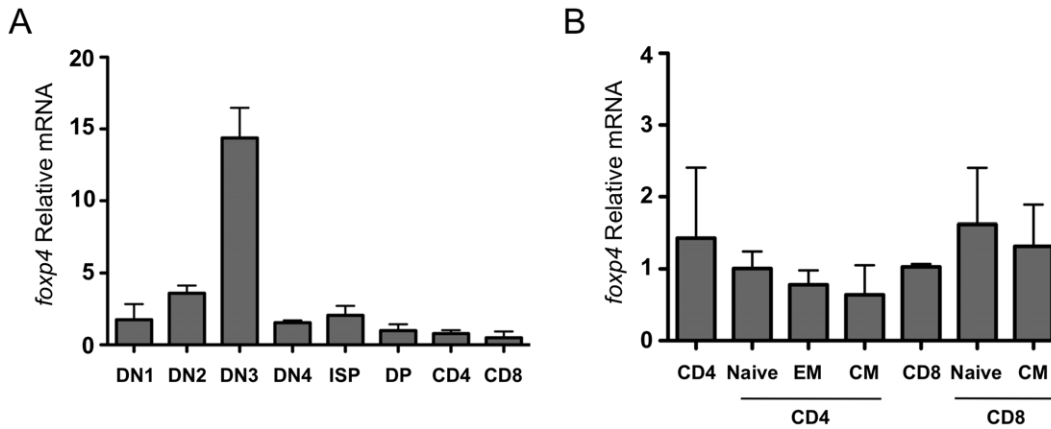 A
foxp4 Relative mRNA
20
15
10
5
0
DN1 DN2 DN3 DN4 ISP DP CD4 CD8
B
foxp4 Relative mRNA
4
3
2
1
0
CD4 Naive EM CM CD8 Naive CM
CD4 CD8